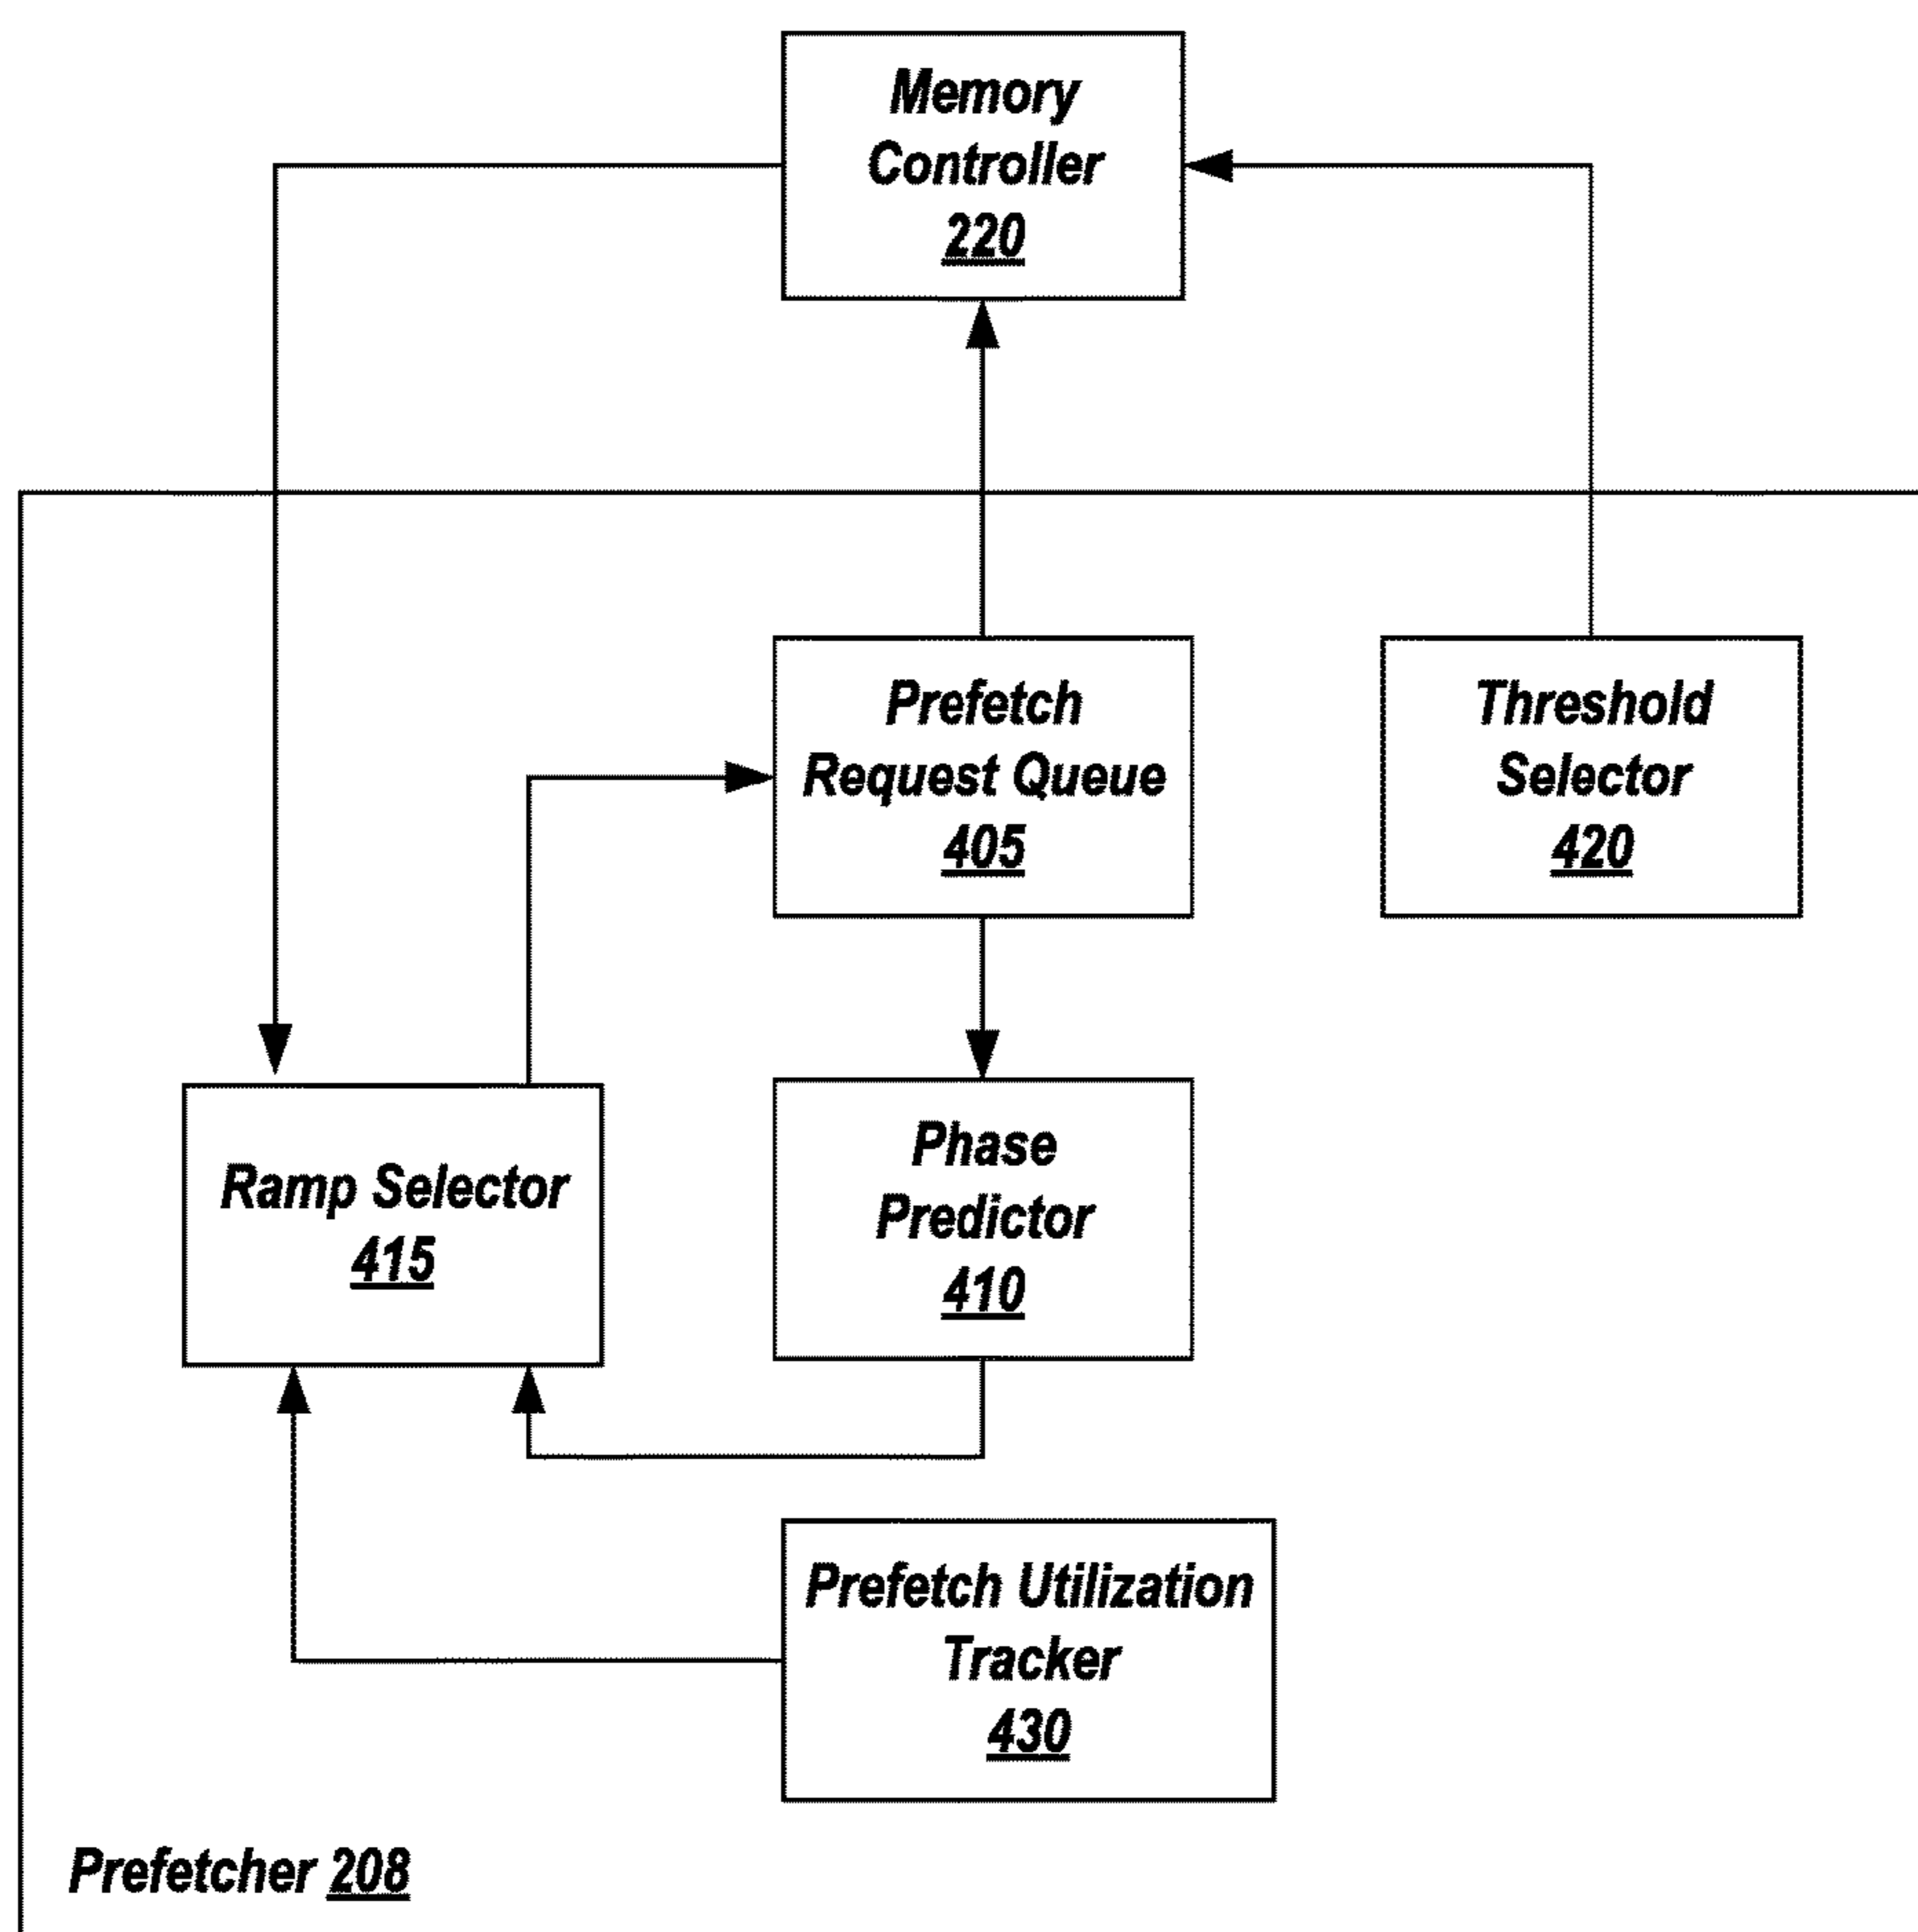 Memory
Controller
220
Prefetch
Request Queue
405
Threshold
Selector
420
Ramp Selector
415
Phase
Predictor
410
Prefetch Utilization
Tracker
430
Prefetcher 208